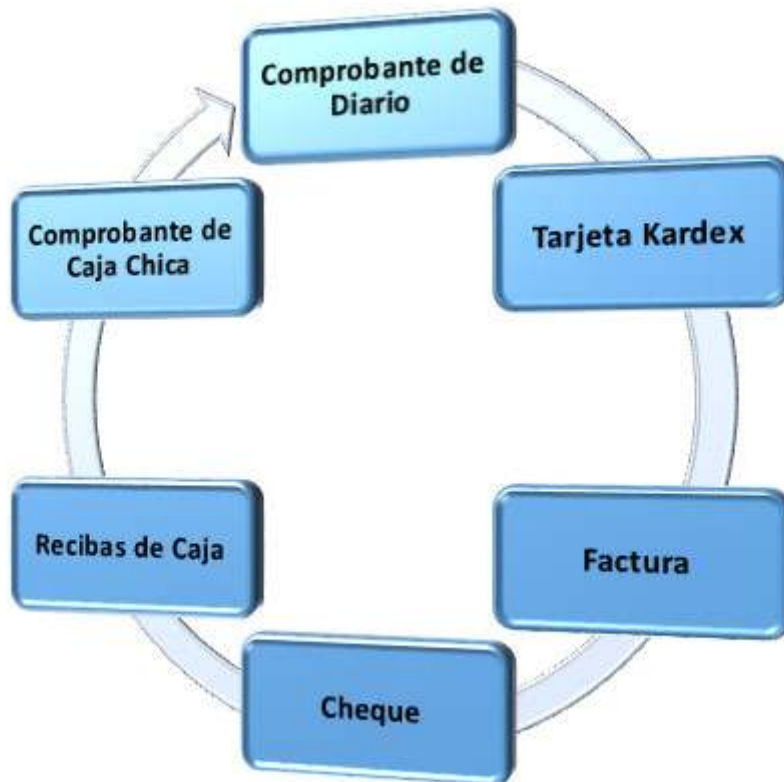 Comprobante de
Diario
Tarjeta Kardex
Factura
Cheque
Recibas de Caja
Comprobante de
Caja Chica